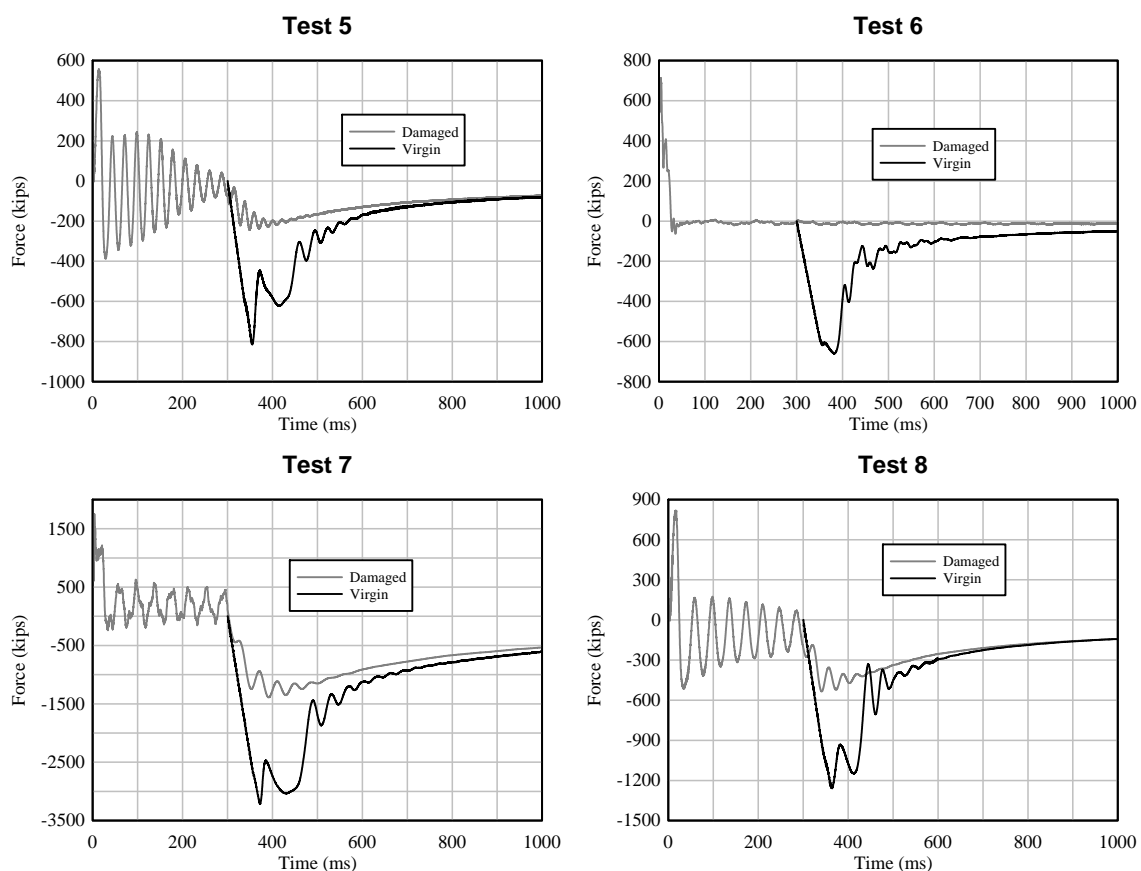 Test 5
600
400
200
0
-200
-400
-600
-800
-1000
Force (kips)
Damaged
Virgin
0 200 400 600 800 1000
Time (ms)
Test 6
800
600
400
200
0
-200
-400
-600
-800
Force (kips)
Damaged
Virgin
0 100 200 300 400 500 600 700 800 900 1000
Time (ms)
Test 7
1500
500
-500
-1500
-2500
-3500
Force (kips)
Damaged
Virgin
0 200 400 600 800 1000
Time (ms)
Test 8
900
600
300
0
-300
-600
-900
-1200
-1500
Force (kips)
Damaged
Virgin
0 200 400 600 800 1000
Time (ms)